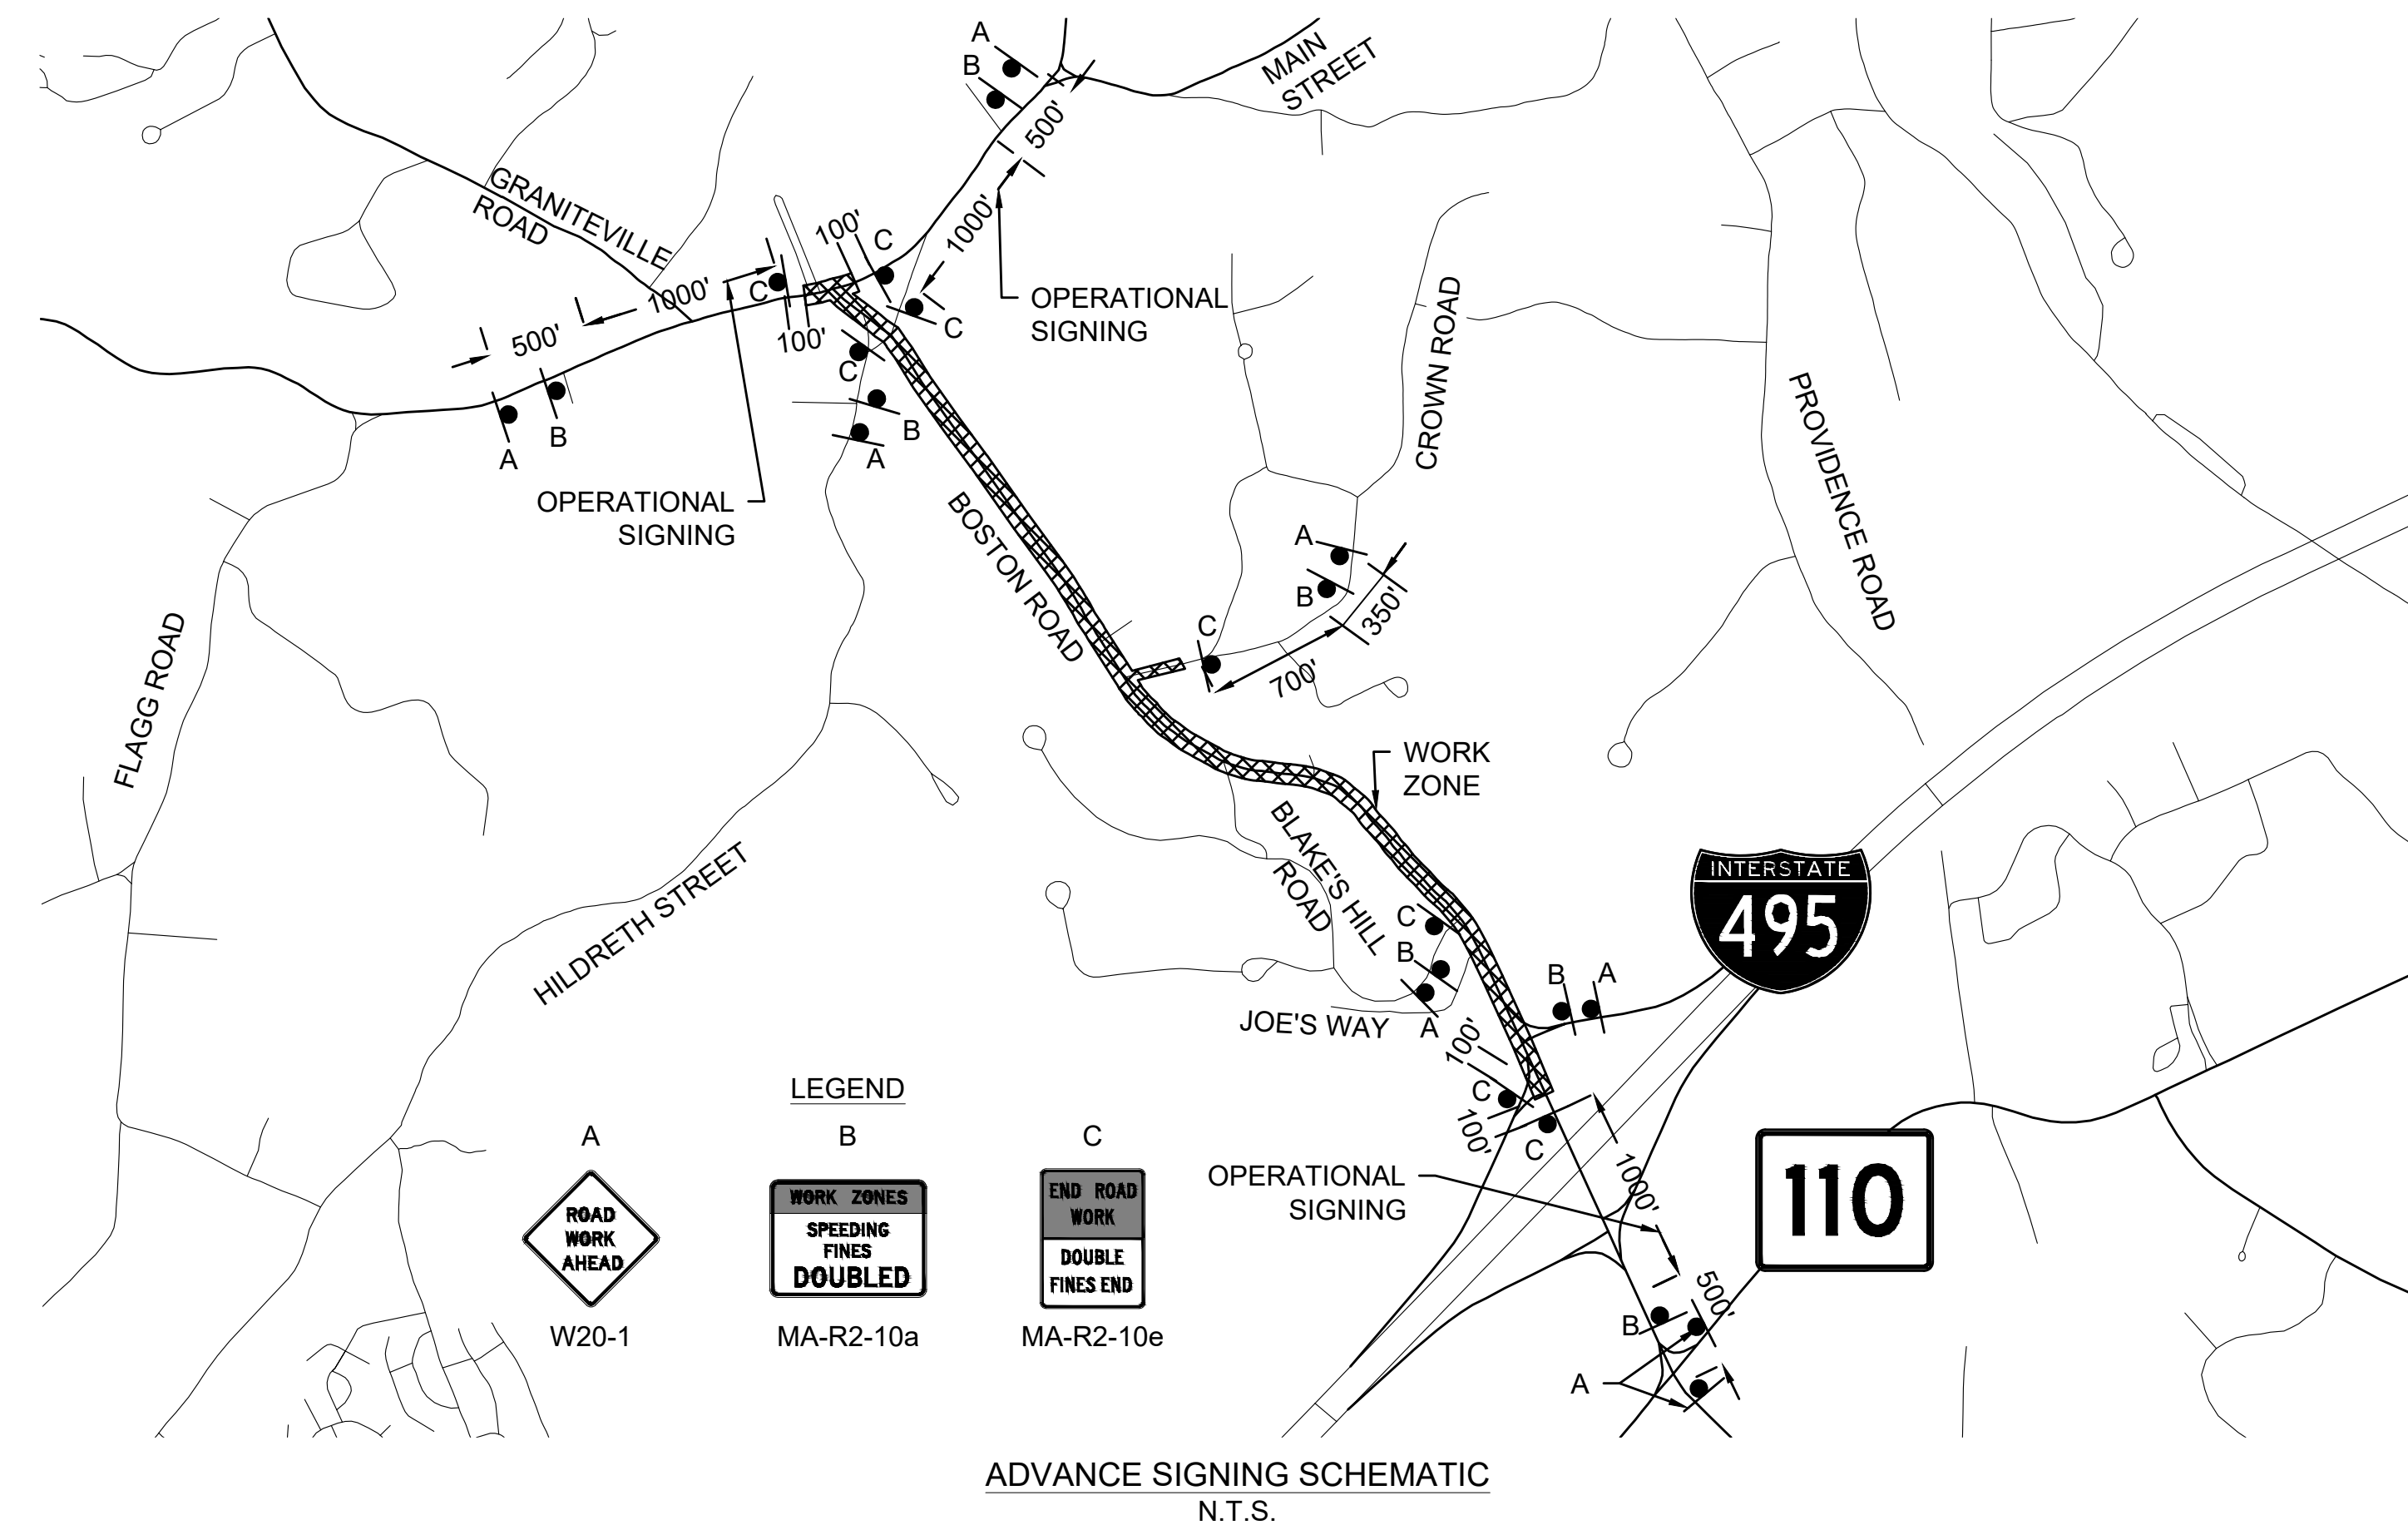 A
B
MAIN
STREET
500'
GRANITEVILLE
ROAD
100'
C
1000'
1000'
C
OPERATIONAL
SIGNING
C
500'
100'
C
B
A
B
A
CROWN ROAD
PROVIDENCE ROAD
OPERATIONAL
SIGNING
BOSTON ROAD
A
B
350'
C
700'
FLAGG ROAD
WORK
ZONE
HILDRETH STREET
BLAKE'S HILL
ROAD
INTERSTATE
495
C
B
A
B
A
JOE'S WAY
100'
C
100'
C
LEGEND
A
B
C
ROAD
WORK
AHEAD
WORK ZONES
SPEEDING
FINES
DOUBLED
END ROAD
WORK
DOUBLE
FINES END
W20-1
MA-R2-10a
MA-R2-10e
OPERATIONAL
SIGNING
1000'
110
500'
B
A
ADVANCE SIGNING SCHEMATIC
N.T.S.